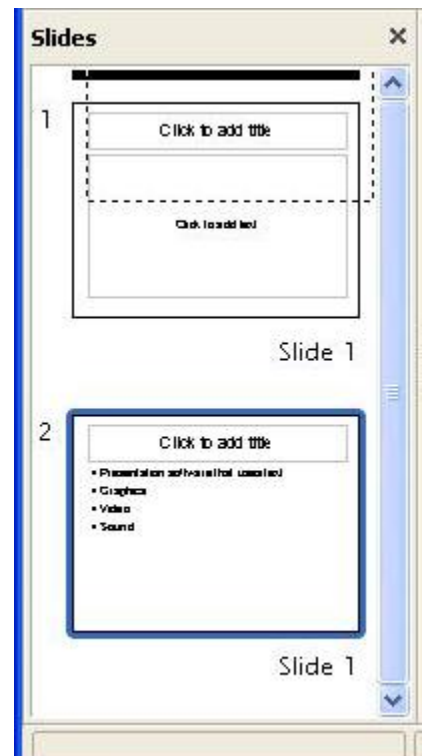 Slides
1
Click to add title
Click to add text
Slide 1
2
Click to add title
• Presentation software that uses text
• Graphics
• Video
• Sound
Slide 1